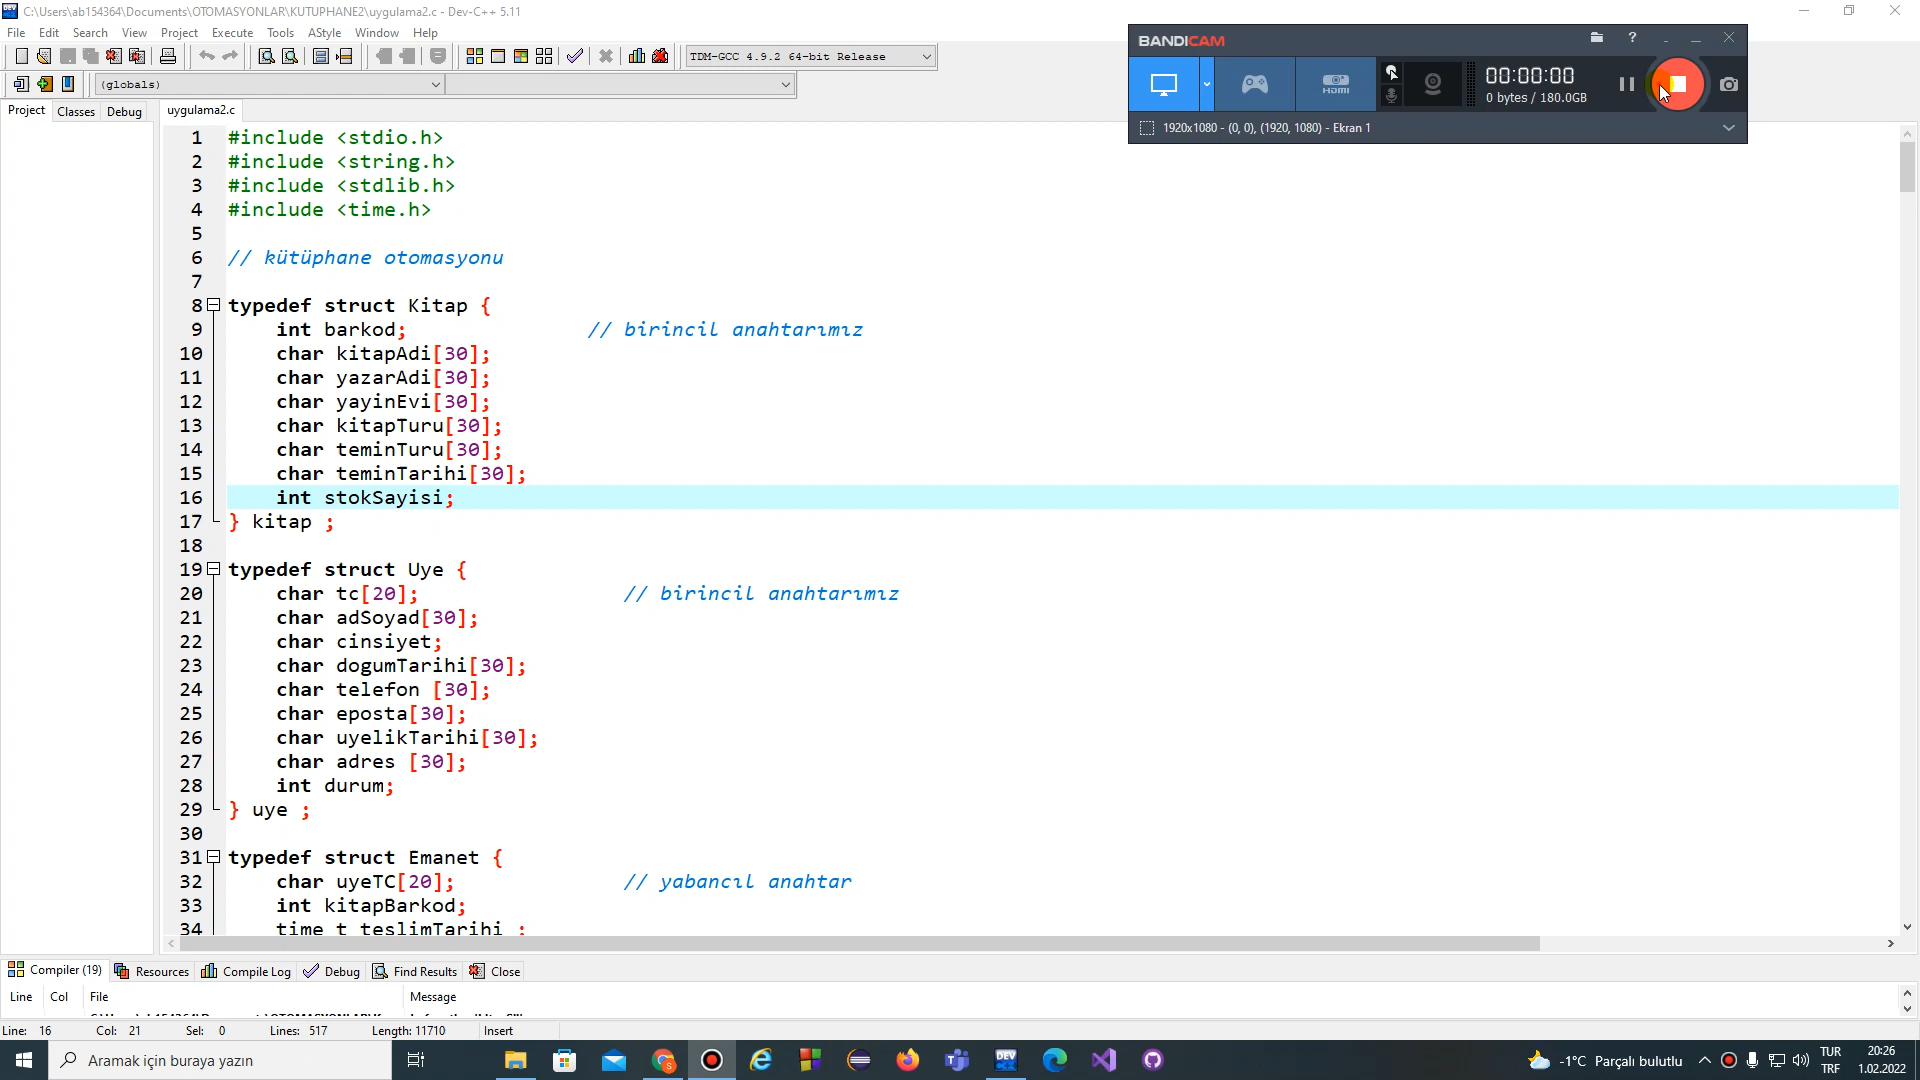 C:\Users\ab154364\Documents\OTOMASYONLAR\KUTUPHANE2\uygulama2.c - Dev-C++ 5.11
File Edit Search View Project Execute Tools AStyle Window Help
TDM-GCC 4.9.2 64-bit Release
(globals)
BANDICAM
HDMI
00:00:00
0 bytes / 180.0GB
1920x1080 - (0, 0), (1920, 1080) - Ekran 1
Project Classes Debug uygulama2.c
1 #include <stdio.h>
2 #include <string.h>
3 #include <stdlib.h>
4 #include <time.h>
5
6 // kütüphane otomasyonu
7
8 typedef struct Kitap {
9 int barkod; // birincil anahtarımız
10 char kitapAdi[30];
11 char yazarAdi[30];
12 char yayinEvi[30];
13 char kitapTuru[30];
14 char teminTuru[30];
15 char teminTarihi[30];
16 int stokSayisi;
17 } kitap ;
18
19 typedef struct Uye {
20 char tc[20]; // birincil anahtarımız
21 char adSoyad[30];
22 char cinsiyet;
23 char dogumTarihi[30];
24 char telefon [30];
25 char eposta[30];
26 char uyelikTarihi[30];
27 char adres [30];
28 int durum;
29 } uye ;
30
31 typedef struct Emanet {
32 char uyeTC[20]; // yabancıl anahtar
33 int kitapBarkod;
34 time_t teslimTarihi ;
Compiler (19) Resources Compile Log Debug Find Results Close
Line Col File Message
Line: 16 Col: 21 Sel: 0 Lines: 517 Length: 11710 Insert
Aramak için buraya yazın
DEV
-1°C Parçalı bulutlu
TUR
TRF
20:26
1.02.2022